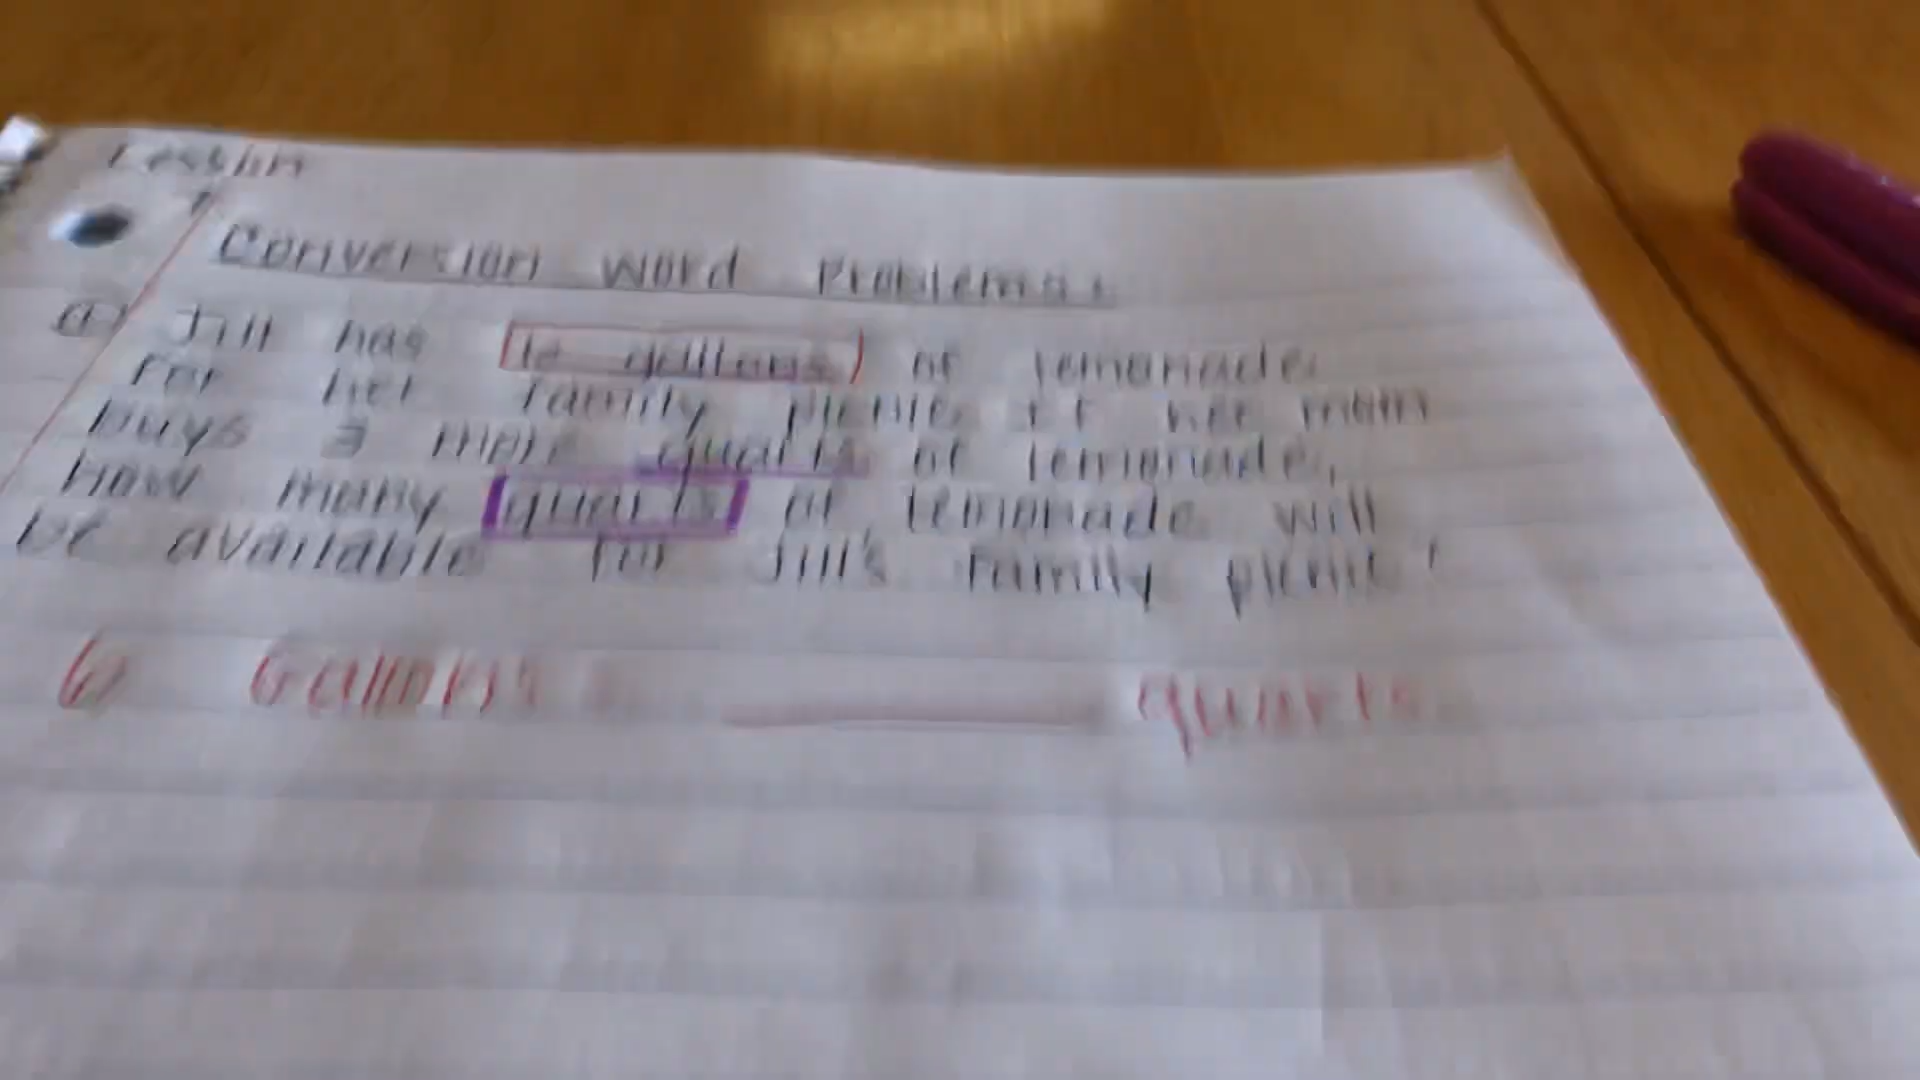 Lesson
Conversion Word Problems:
a) Jill has 6 gallons of lemonade
for her family picnic. If her mom
buys 3 more quarts of lemonade,
how many quarts of lemonade will
be available for Jill's family picnic?
6 Gallons = ______ quarts